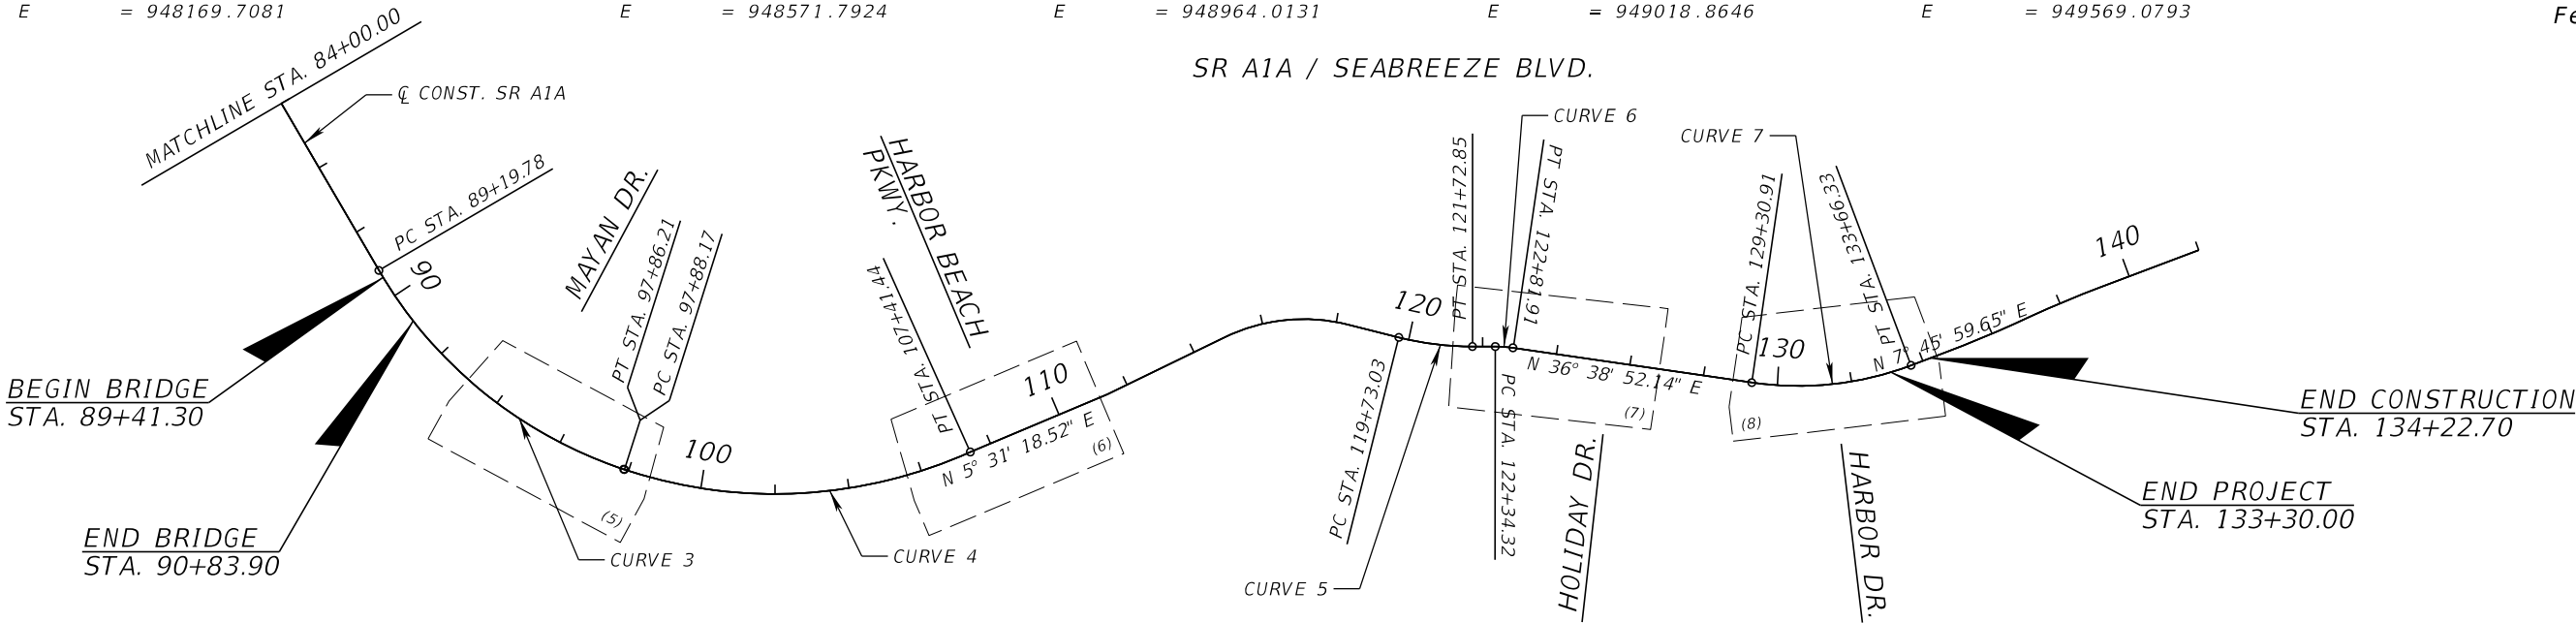 E = 948169.7081
E = 948571.7924
E = 948964.0131
E = 949018.8646
E = 949569.0793
SR A1A / SEABREEZE BLVD.
MATCHLINE STA. 84+00.00
℄ CONST. SR A1A
PC STA. 89+19.78
90
BEGIN BRIDGE
STA. 89+41.30
END BRIDGE
STA. 90+83.90
MAYAN DR.
PT STA. 97+86.21
PC STA. 97+88.17
(5)
CURVE 3
100
CURVE 4
HARBOR BEACH
PKWY.
PT STA. 107+41.44
110
N 5° 31' 18.52" E
(6)
120
PC STA. 119+73.03
CURVE 5
PT STA. 121+72.85
CURVE 6
PT STA. 122+81.91
PC STA. 122+34.32
N 36° 38' 52.14" E
(7)
HOLIDAY DR.
CURVE 7
PC STA. 129+30.91
130
(8)
PT STA. 133+66.33
N 7° 45' 59.65" E
HARBOR DR.
140
END CONSTRUCTION
STA. 134+22.70
END PROJECT
STA. 133+30.00